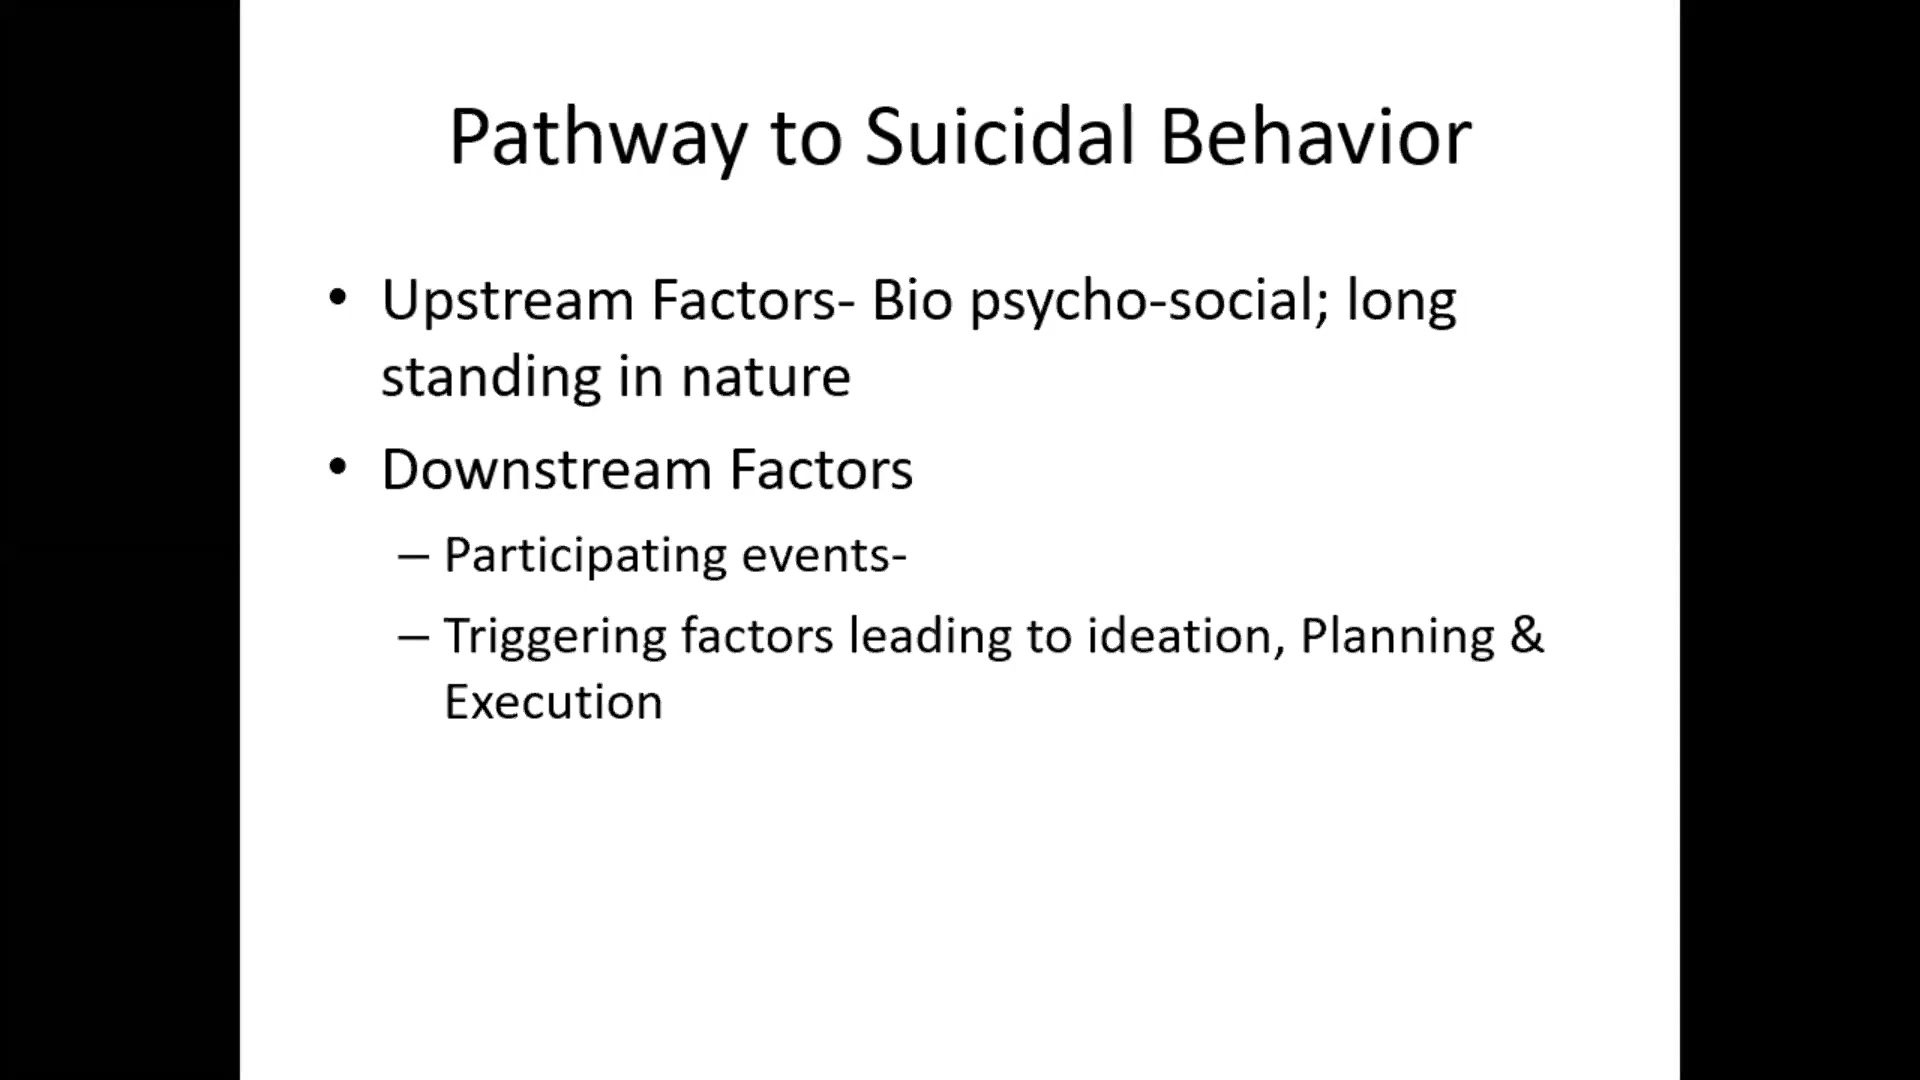 Pathway to Suicidal Behavior
• Upstream Factors- Bio psycho-social; long
standing in nature
• Downstream Factors
– Participating events-
– Triggering factors leading to ideation, Planning &
Execution